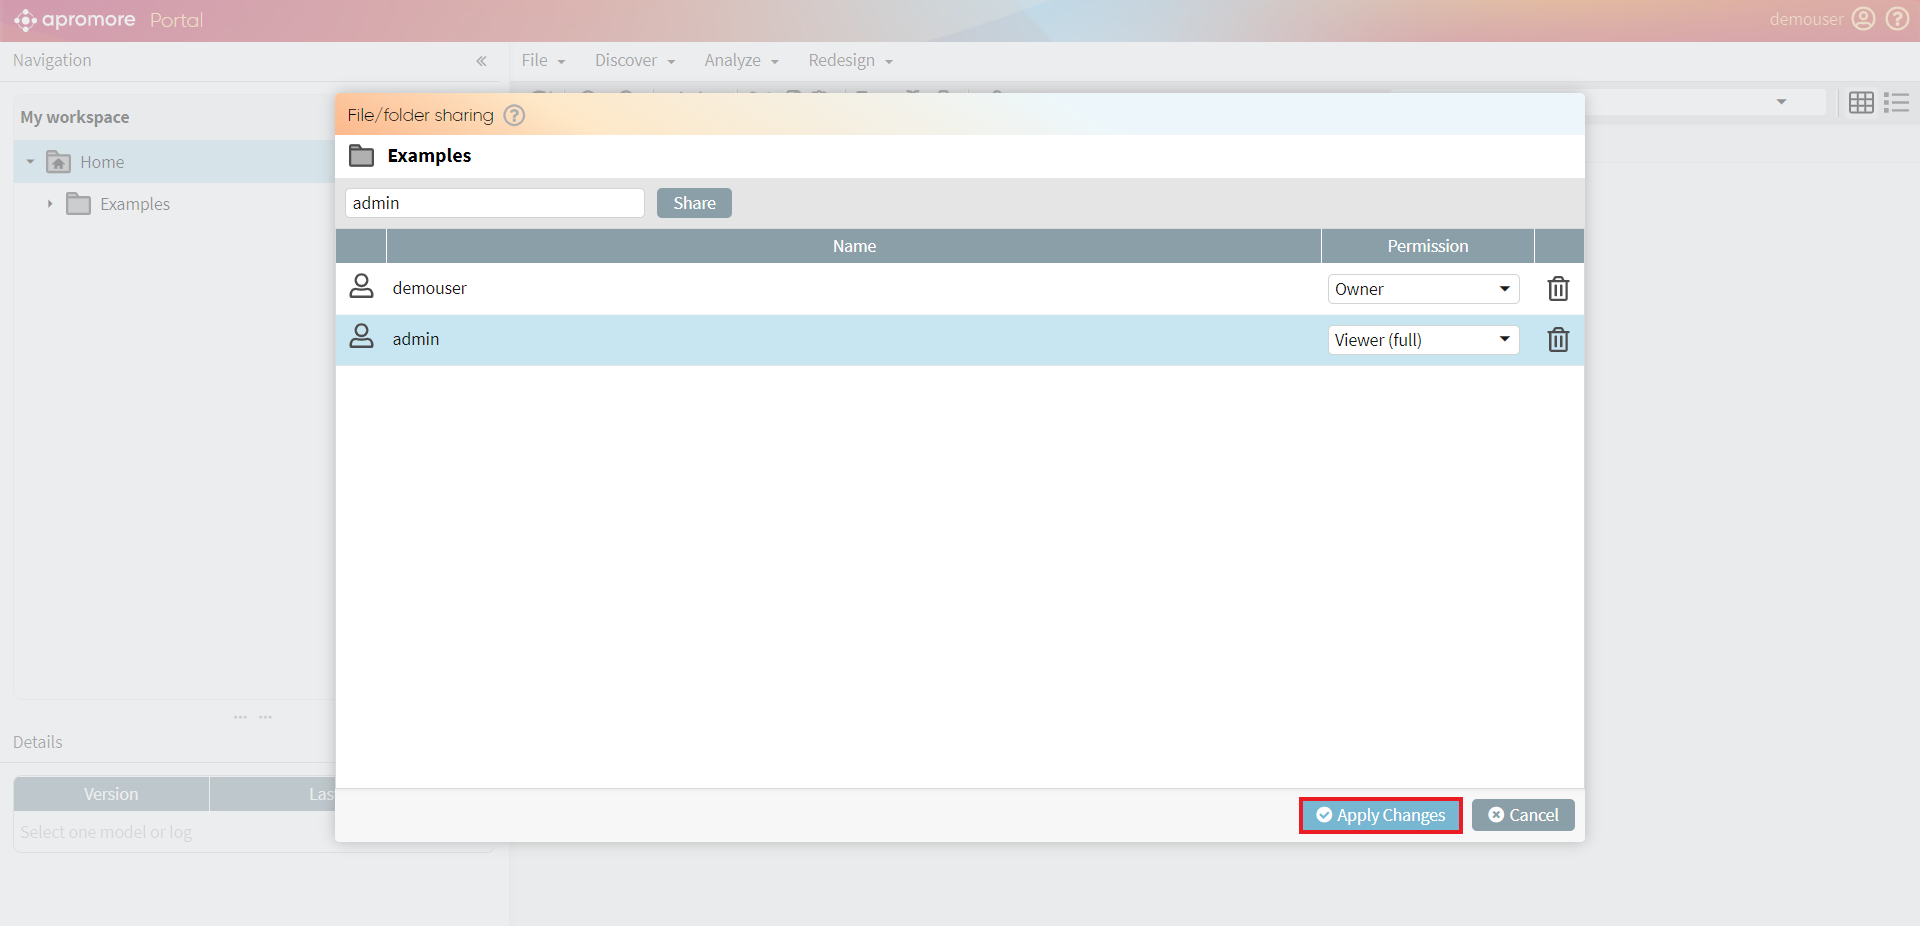 apromore Portal
demouser
Navigation
File
Discover
Analyze
Redesign
My workspace
Home
Examples
File/folder sharing
Examples
admin
Share
Name
Permission
demouser
Owner
admin
Viewer (full)
Details
Version
Las
Select one model or log
Apply Changes
Cancel